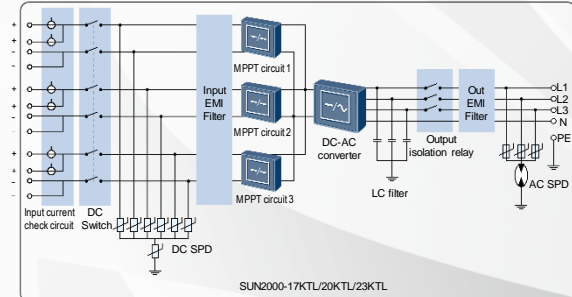 +
+
-
-
+
+
-
-
+
+
-
-
Input current
check circuit
DC
Switch
DC SPD
Input
EMI
Filter
MPPT circuit 1
MPPT circuit 2
MPPT circuit 3
DC-AC
converter
LC filter
Output
isolation relay
Out
EMI
Filter
L1
L2
L3
N
PE
AC SPD
SUN2000-17KTL/20KTL/23KTL